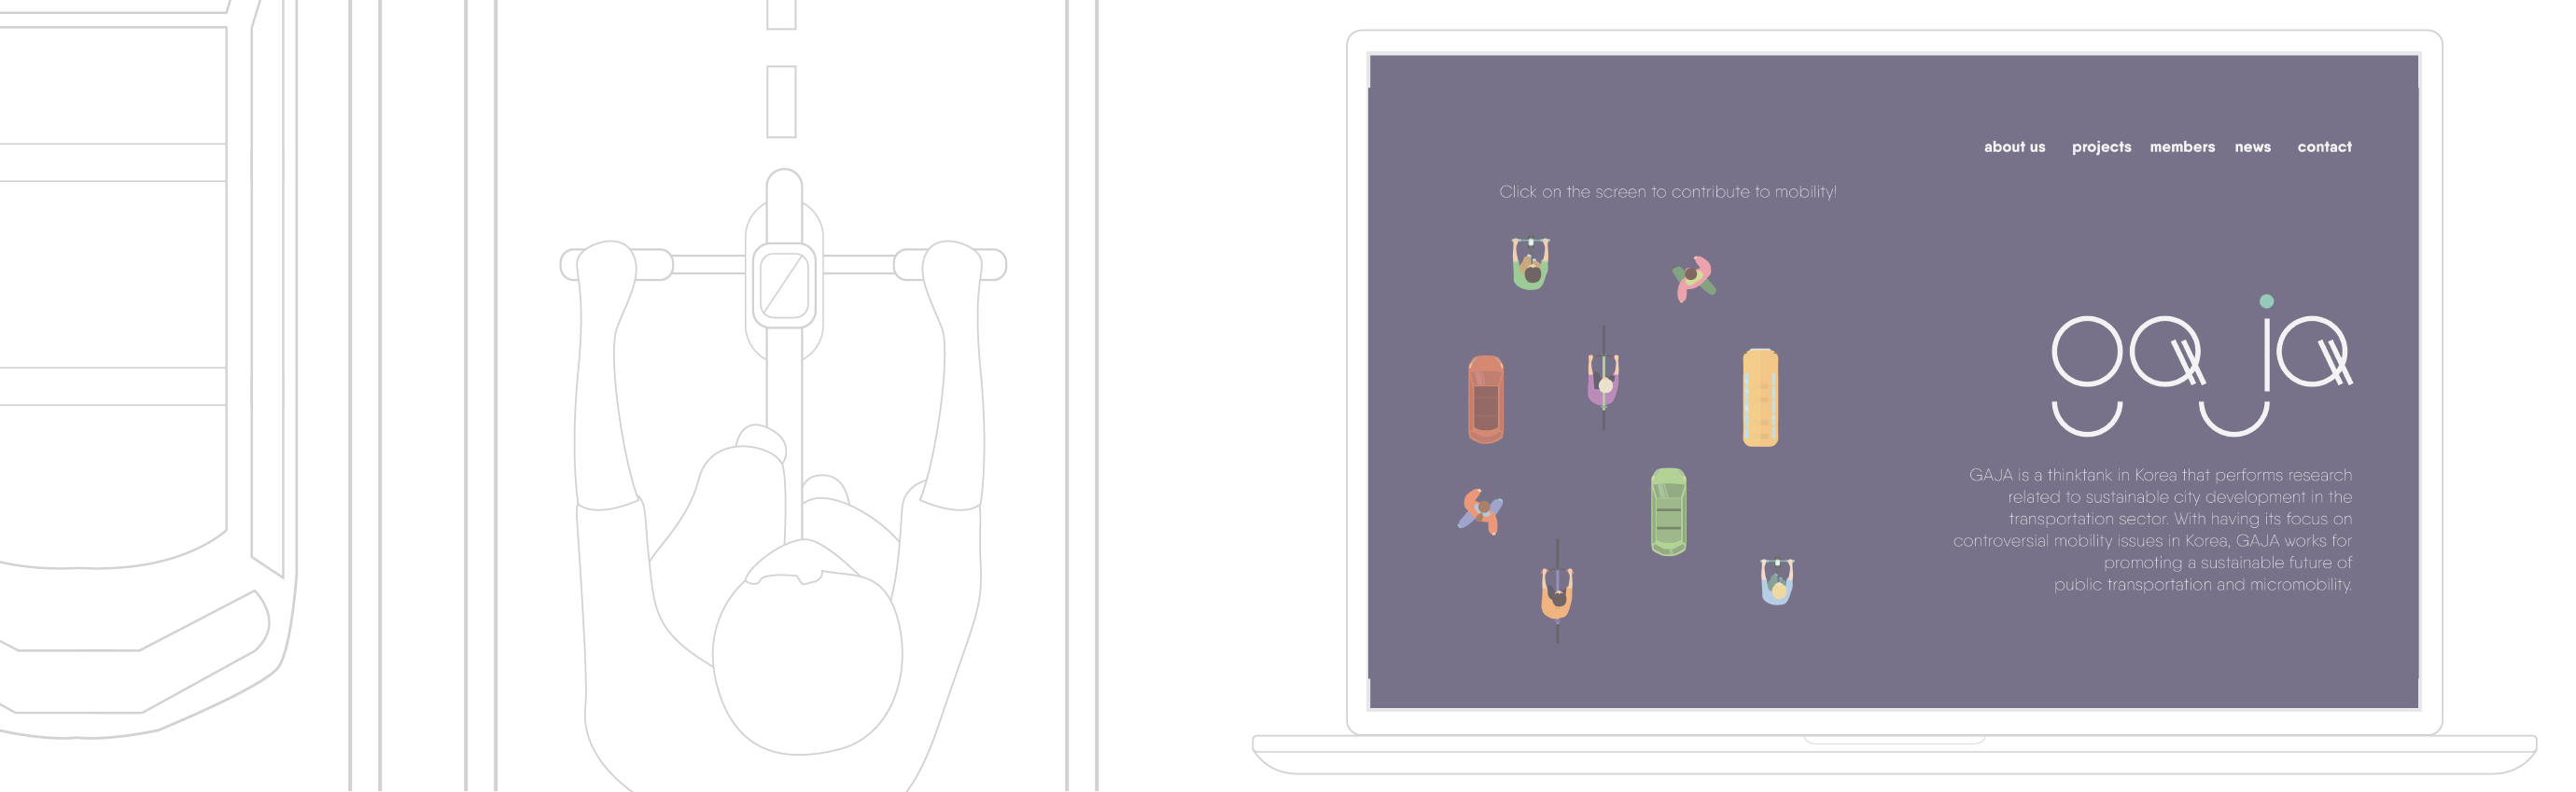 about us projects members news contact
Click on the screen to contribute to mobility!
gaja
GAJA is a thinktank in Korea that performs research
related to sustainable city development in the
transportation sector. With having its focus on
controversial mobility issues in Korea, GAJA works for
promoting a sustainable future of
public transportation and micromobility.